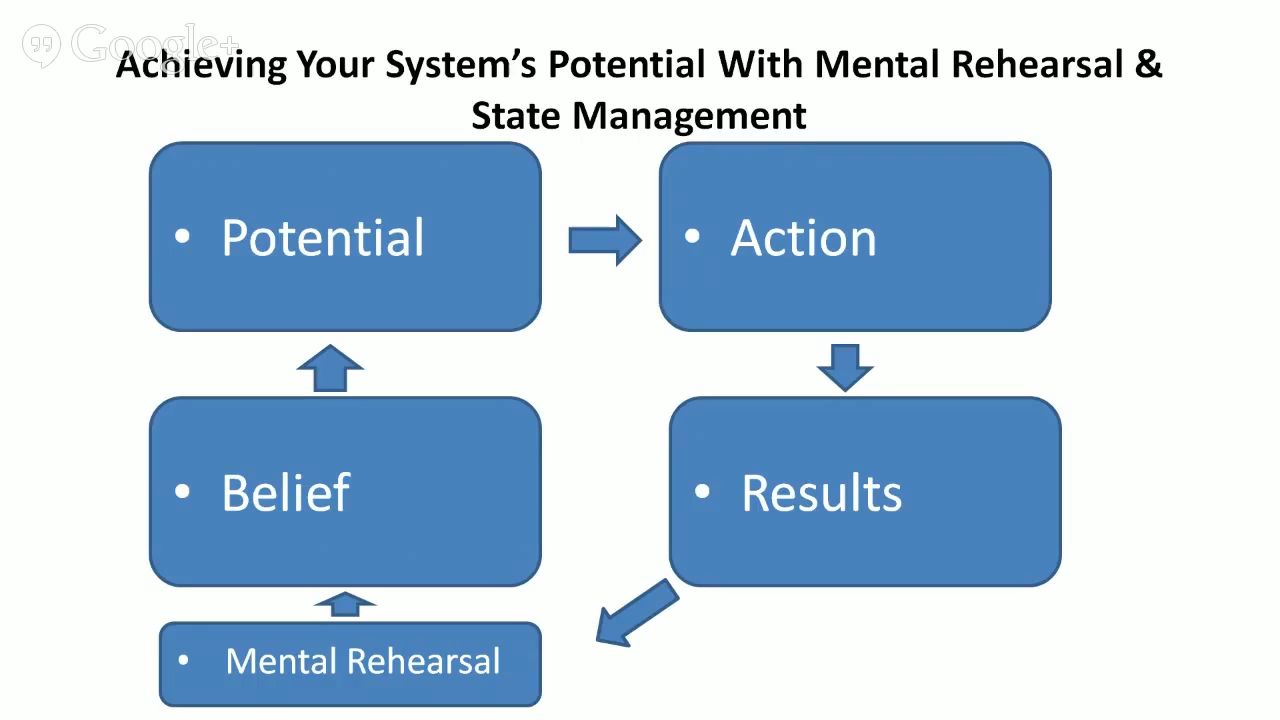 Google+
Achieving Your System's Potential With Mental Rehearsal &
State Management
• Potential
• Action
• Belief
• Results
• Mental Rehearsal